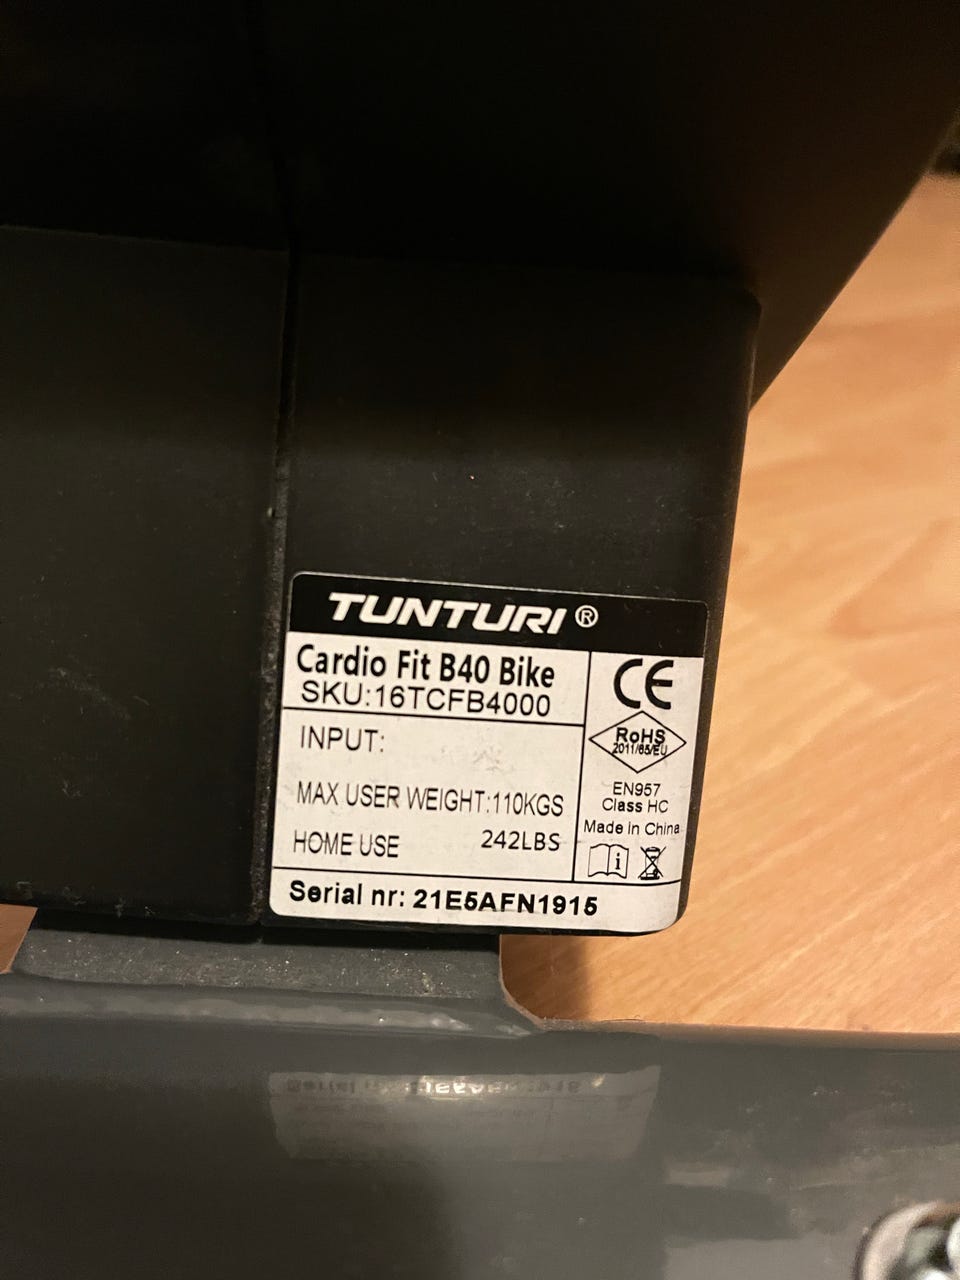 TUNTURI®
Cardio Fit B40 Bike
SKU:16TCFB4000
INPUT:
MAX USER WEIGHT:110KGS
HOME USE 242LBS
CE
RoHS
2011/65/EU
EN957
Class HC
Made in China
i
Serial nr: 21E5AFN1915